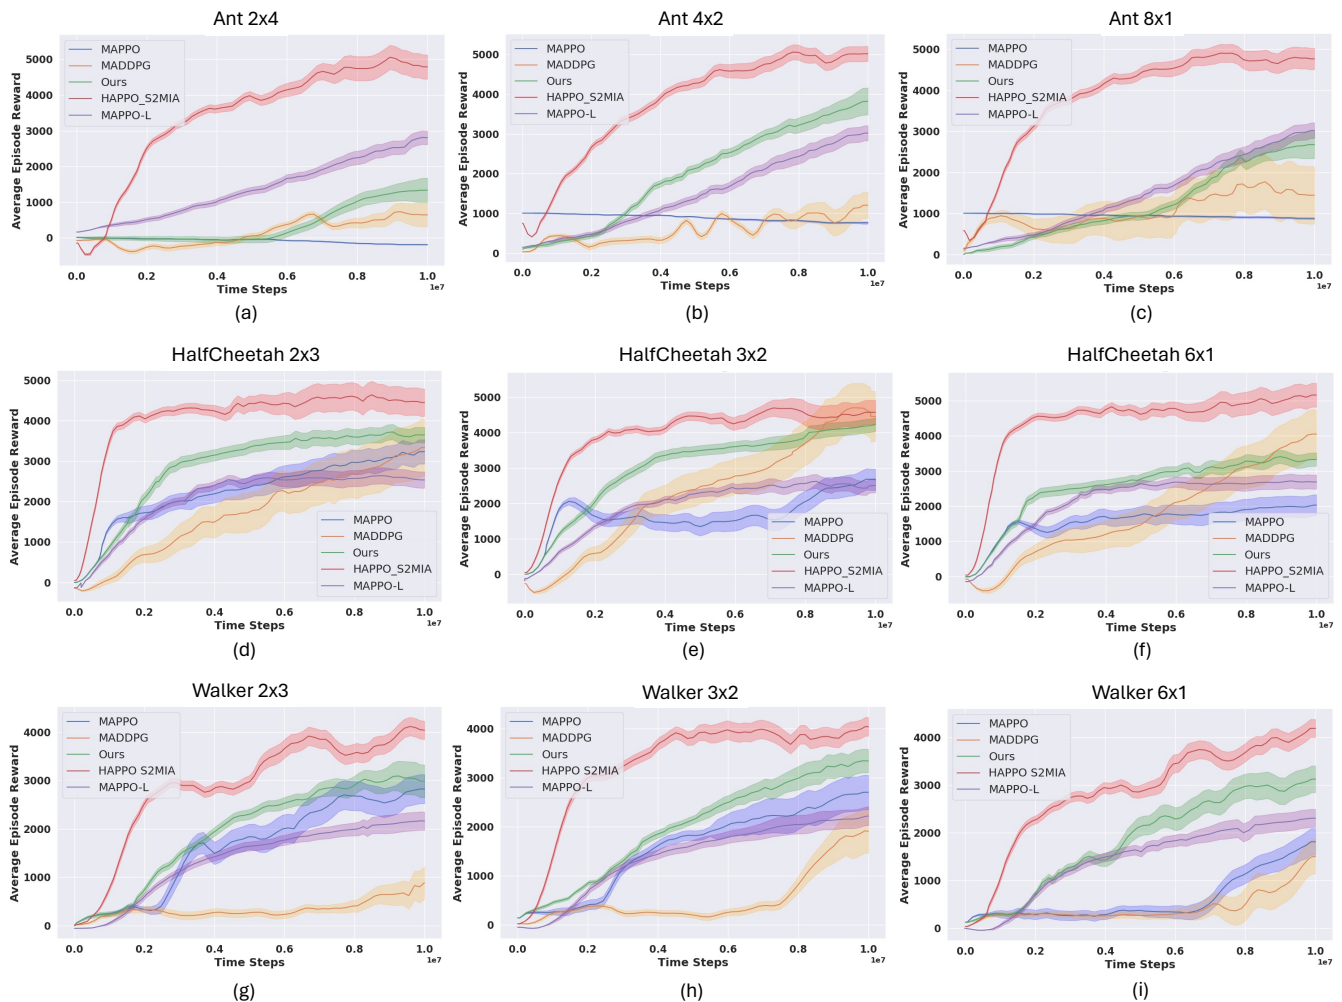 Ant 2x4
Average Episode Reward
5000
4000
3000
2000
1000
0
MAPPO
MADDPG
Ours
HAPPO_S2MIA
MAPPO-L
0.0 0.2 0.4 0.6 0.8 1.0
Time Steps
1e7
(a)
Ant 4x2
Average Episode Reward
5000
4000
3000
2000
1000
0
MAPPO
MADDPG
Ours
HAPPO_S2MIA
MAPPO-L
0.0 0.2 0.4 0.6 0.8 1.0
Time Steps
1e7
(b)
Ant 8x1
Average Episode Reward
5000
4000
3000
2000
1000
0
MAPPO
MADDPG
Ours
HAPPO_S2MIA
MAPPO-L
0.0 0.2 0.4 0.6 0.8 1.0
Time Steps
1e7
(c)
HalfCheetah 2x3
Average Episode Reward
5000
4000
3000
2000
1000
0
MAPPO
MADDPG
Ours
HAPPO_S2MIA
MAPPO-L
0.0 0.2 0.4 0.6 0.8 1.0
Time Steps
1e7
(d)
HalfCheetah 3x2
Average Episode Reward
5000
4000
3000
2000
1000
0
MAPPO
MADDPG
Ours
HAPPO_S2MIA
MAPPO-L
0.0 0.2 0.4 0.6 0.8 1.0
Time Steps
1e7
(e)
HalfCheetah 6x1
Average Episode Reward
5000
4000
3000
2000
1000
0
MAPPO
MADDPG
Ours
HAPPO_S2MIA
MAPPO-L
0.0 0.2 0.4 0.6 0.8 1.0
Time Steps
1e7
(f)
Walker 2x3
Average Episode Reward
4000
3000
2000
1000
0
MAPPO
MADDPG
Ours
HAPPO S2MIA
MAPPO-L
0.0 0.2 0.4 0.6 0.8 1.0
Time Steps
1e7
(g)
Walker 3x2
Average Episode Reward
4000
3000
2000
1000
0
MAPPO
MADDPG
Ours
HAPPO S2MIA
MAPPO-L
0.0 0.2 0.4 0.6 0.8 1.0
Time Steps
1e7
(h)
Walker 6x1
Average Episode Reward
4000
3000
2000
1000
0
MAPPO
MADDPG
Ours
HAPPO S2MIA
MAPPO-L
0.0 0.2 0.4 0.6 0.8 1.0
Time Steps
1e7
(i)